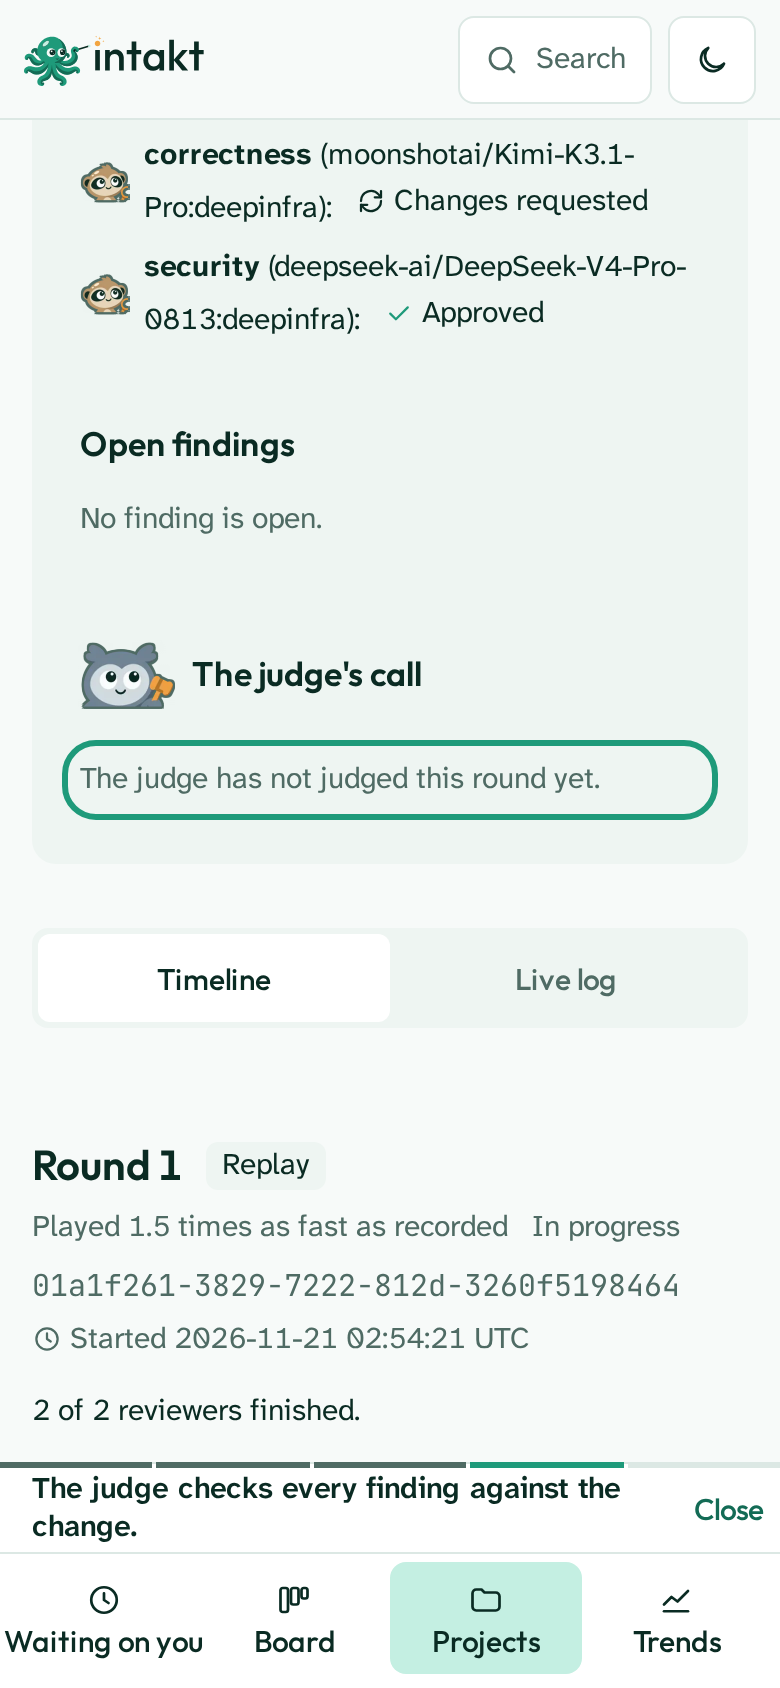 intakt
Search
correctness (moonshotai/Kimi-K3.1-
Pro:deepinfra): Changes requested
security (deepseek-ai/DeepSeek-V4-Pro-
0813:deepinfra): Approved
Open findings
No finding is open.
The judge's call
The judge has not judged this round yet.
Timeline
Live log
Round 1 Replay
Played 1.5 times as fast as recorded In progress
01a1f261-3829-7222-812d-3260f5198464
Started 2026-11-21 02:54:21 UTC
2 of 2 reviewers finished.
The judge checks every finding against the
change.
Close
Waiting on you
Board
Projects
Trends